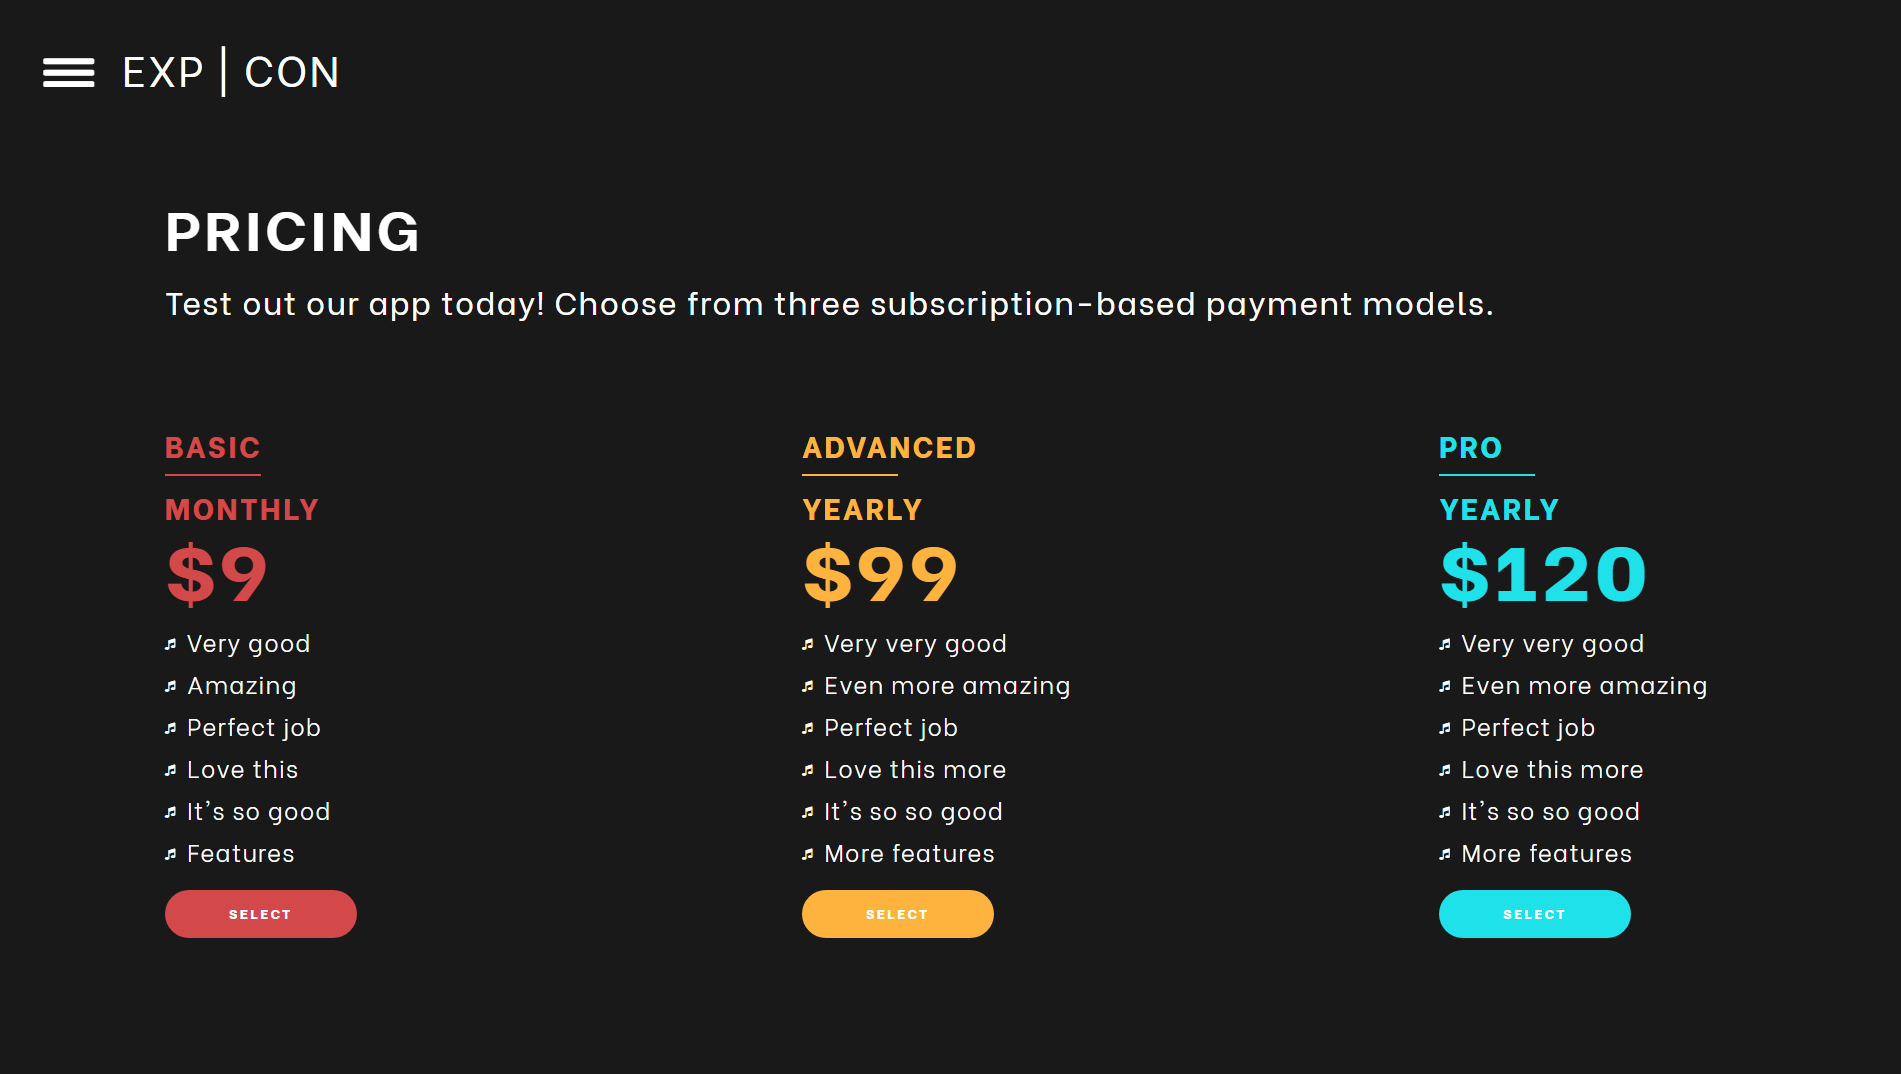 EXP | CON
PRICING
Test out our app today! Choose from three subscription-based payment models.
BASIC
MONTHLY
$9
♫ Very good
♫ Amazing
♫ Perfect job
♫ Love this
♫ It's so good
♫ Features
SELECT
ADVANCED
YEARLY
$99
♫ Very very good
♫ Even more amazing
♫ Perfect job
♫ Love this more
♫ It's so so good
♫ More features
SELECT
PRO
YEARLY
$120
♫ Very very good
♫ Even more amazing
♫ Perfect job
♫ Love this more
♫ It's so so good
♫ More features
SELECT